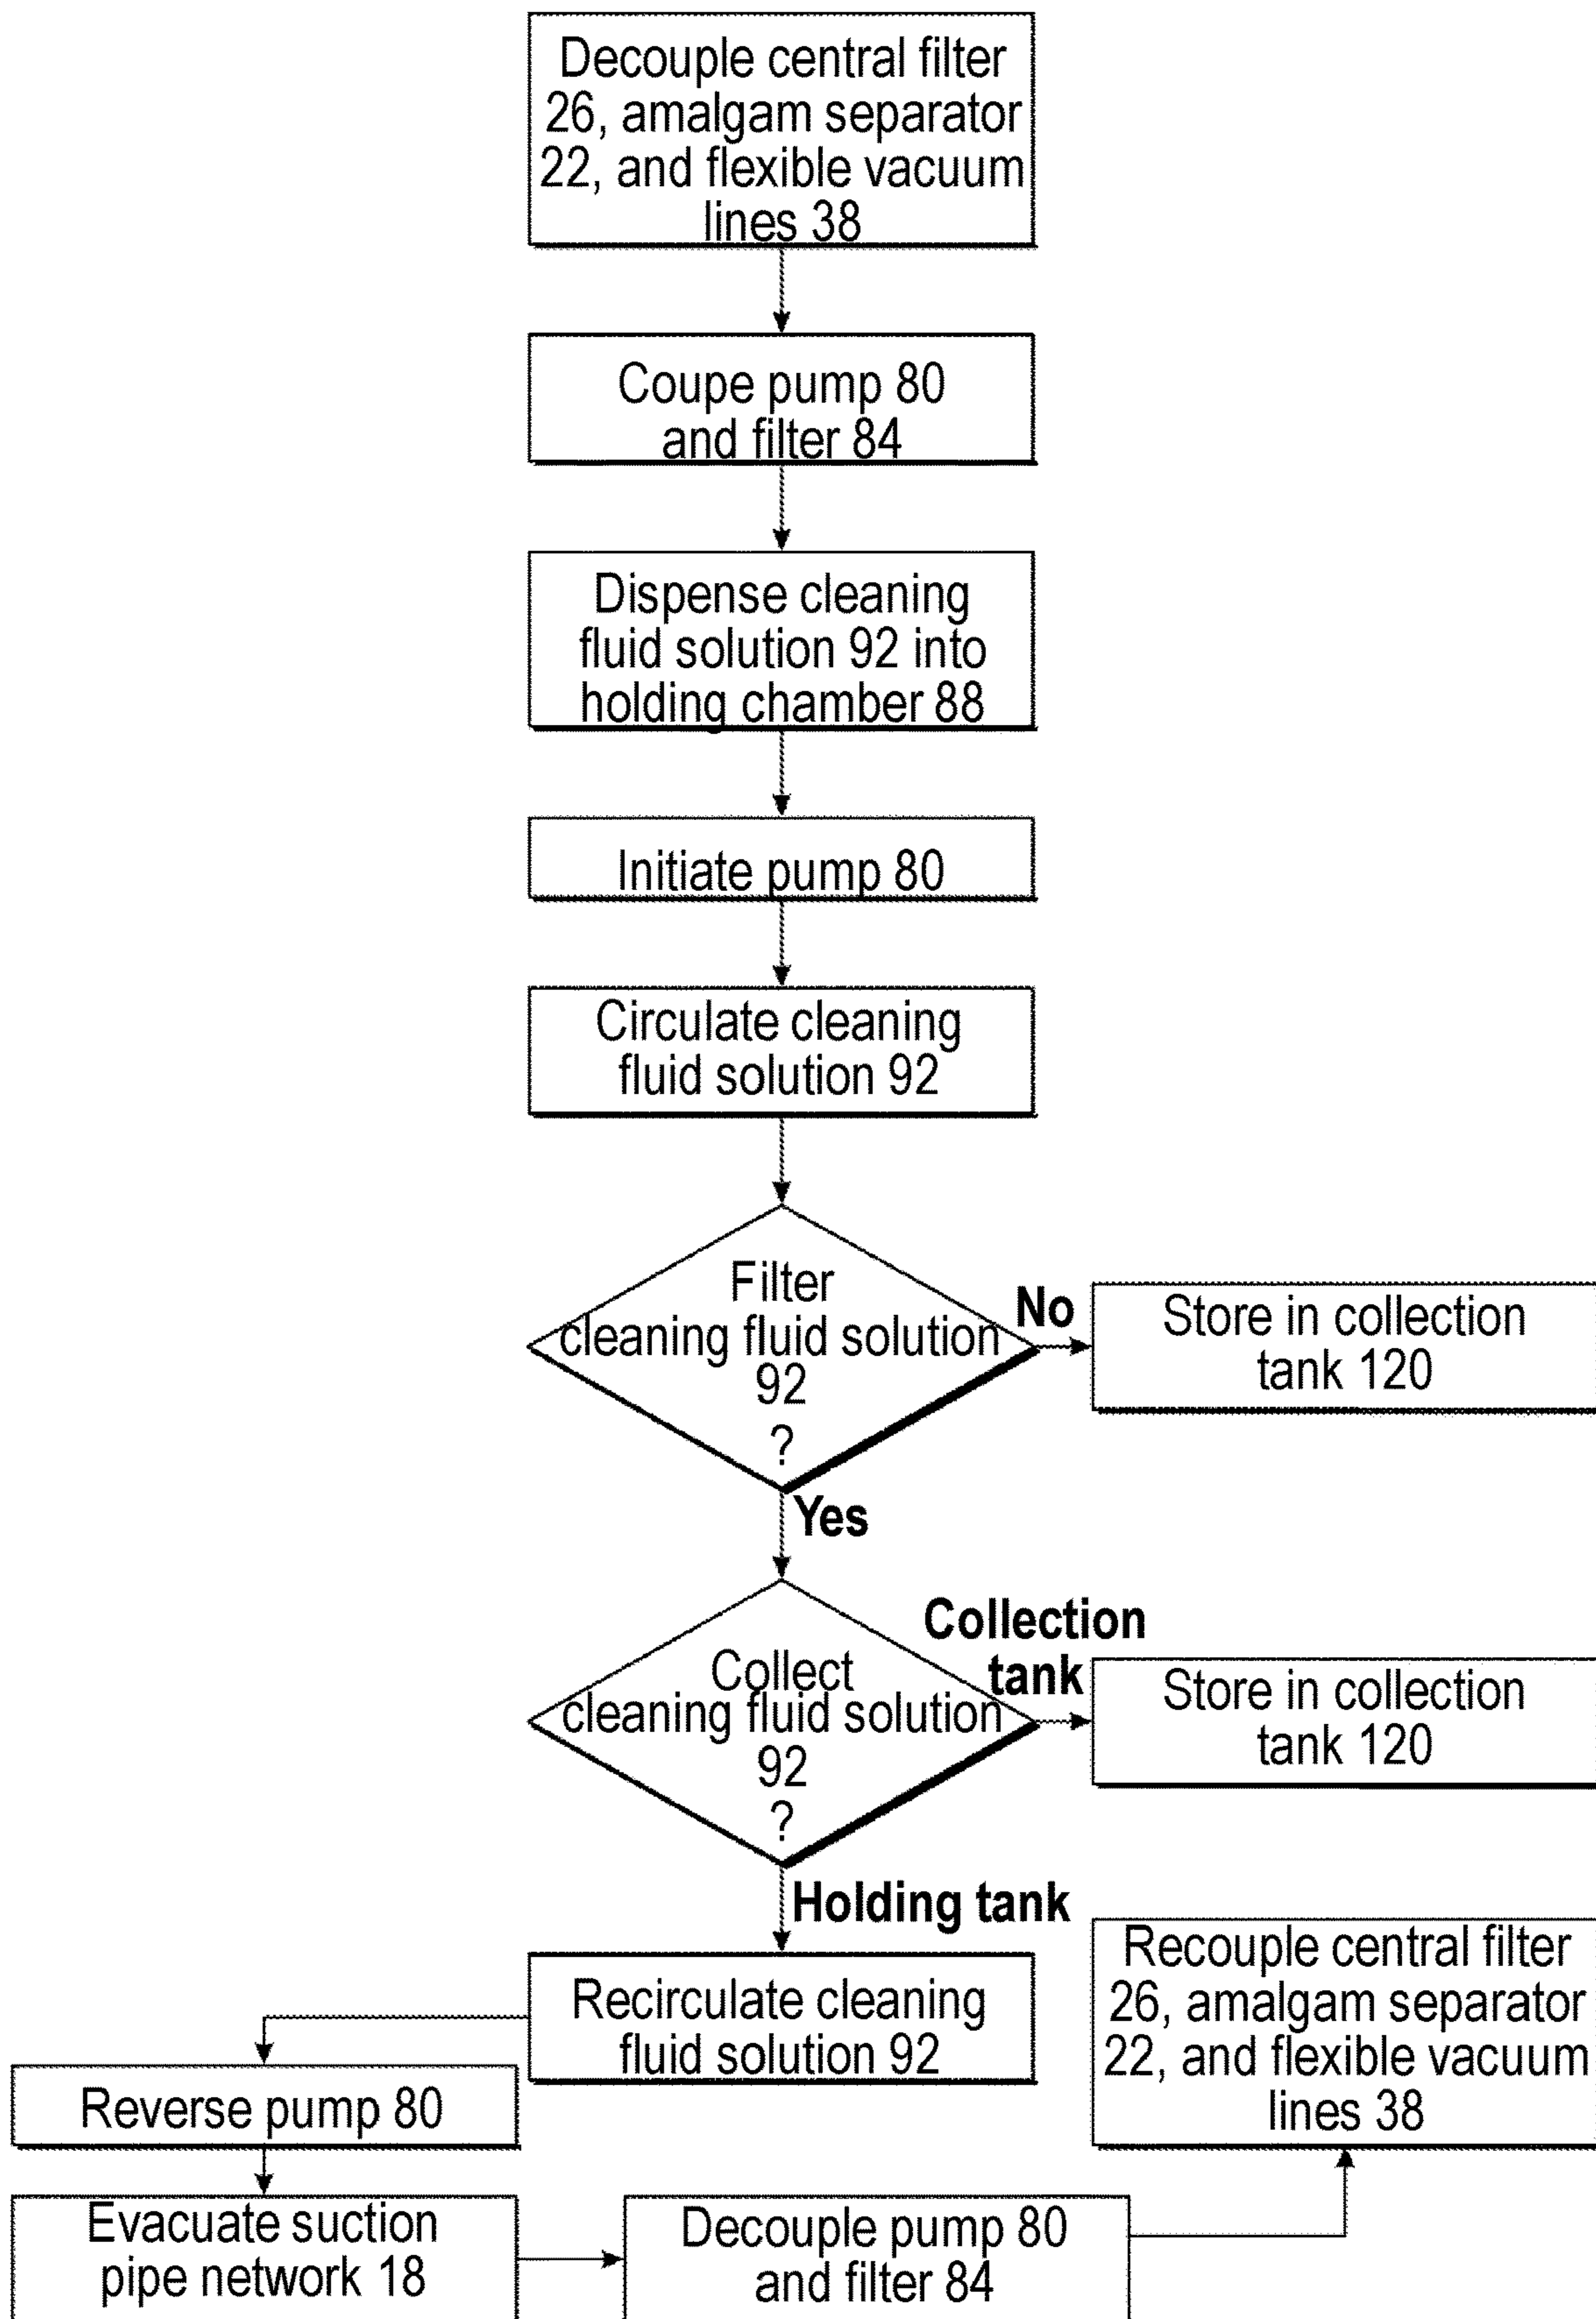 Decouple central filter
26, amalgam separator
22, and flexible vacuum
lines 38
Coupe pump 80
and filter 84
Dispense cleaning
fluid solution 92 into
holding chamber 88
Initiate pump 80
Circulate cleaning
fluid solution 92
Filter
cleaning fluid solution
92
?
No
Store in collection
tank 120
Yes
Collect
cleaning fluid solution
92
?
Collection
tank
Store in collection
tank 120
Holding tank
Recirculate cleaning
fluid solution 92
Reverse pump 80
Evacuate suction
pipe network 18
Decouple pump 80
and filter 84
Recouple central filter
26, amalgam separator
22, and flexible vacuum
lines 38